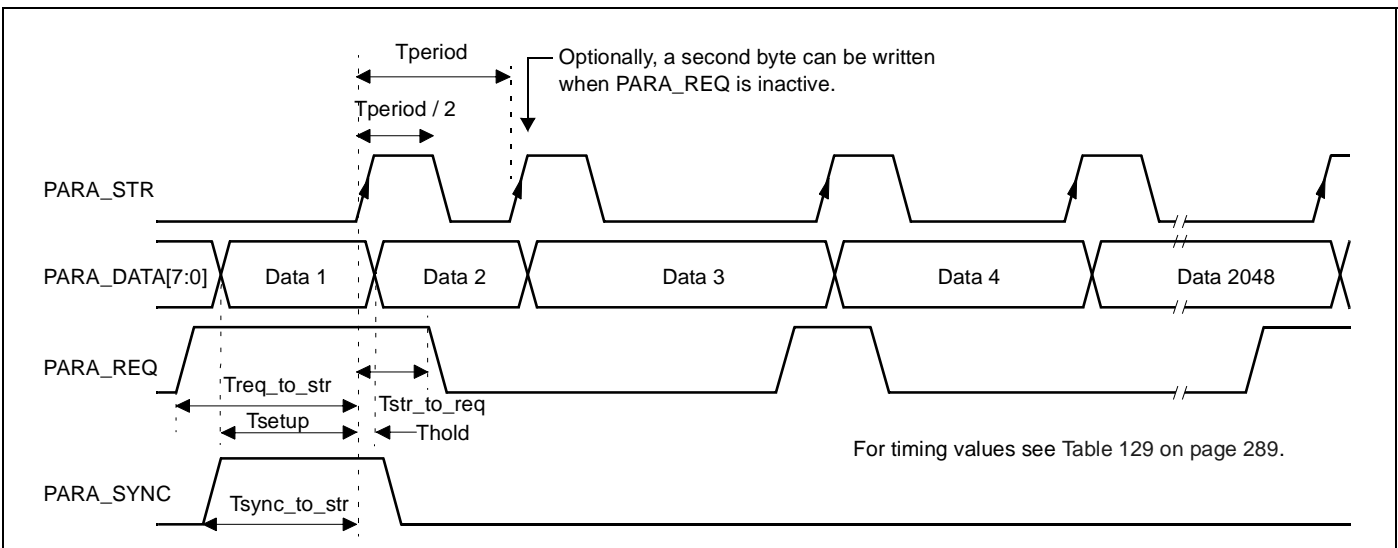 Tperiod
Optionally, a second byte can be written
when PARA_REQ is inactive.
Tperiod / 2
PARA_STR
PARA_DATA[7:0]
Data 1
Data 2
Data 3
Data 4
Data 2048
PARA_REQ
Treq_to_str
Tstr_to_req
Tsetup
Thold
For timing values see Table 129 on page 289.
PARA_SYNC
Tsync_to_str